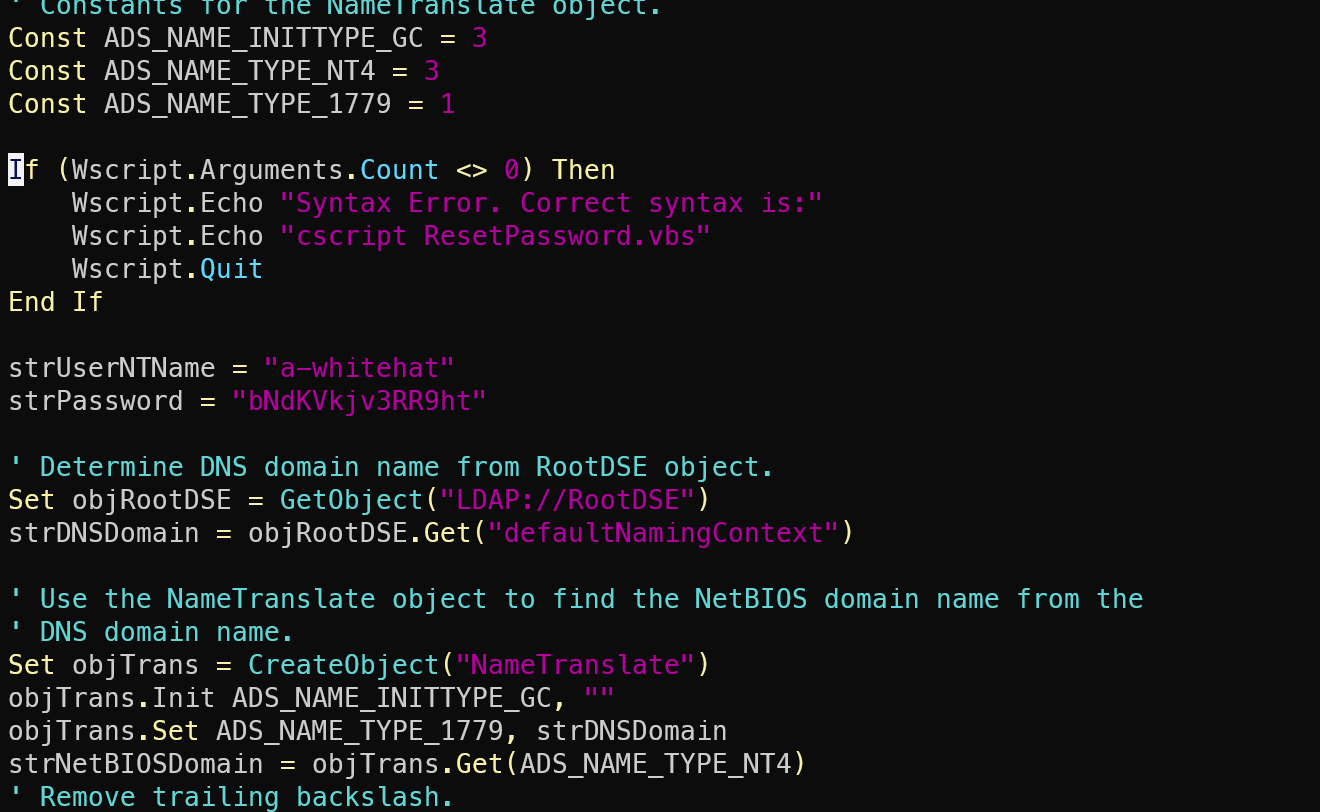 ' Constants for the NameTranslate object.
Const ADS_NAME_INITTYPE_GC = 3
Const ADS_NAME_TYPE_NT4 = 3
Const ADS_NAME_TYPE_1779 = 1

If (Wscript.Arguments.Count <> 0) Then
    Wscript.Echo "Syntax Error. Correct syntax is:"
    Wscript.Echo "cscript ResetPassword.vbs"
    Wscript.Quit
End If

strUserNTName = "a-whitehat"
strPassword = "bNdKVkjv3RR9ht"

' Determine DNS domain name from RootDSE object.
Set objRootDSE = GetObject("LDAP://RootDSE")
strDNSDomain = objRootDSE.Get("defaultNamingContext")

' Use the NameTranslate object to find the NetBIOS domain name from the
' DNS domain name.
Set objTrans = CreateObject("NameTranslate")
objTrans.Init ADS_NAME_INITTYPE_GC, ""
objTrans.Set ADS_NAME_TYPE_1779, strDNSDomain
strNetBIOSDomain = objTrans.Get(ADS_NAME_TYPE_NT4)
' Remove trailing backslash.